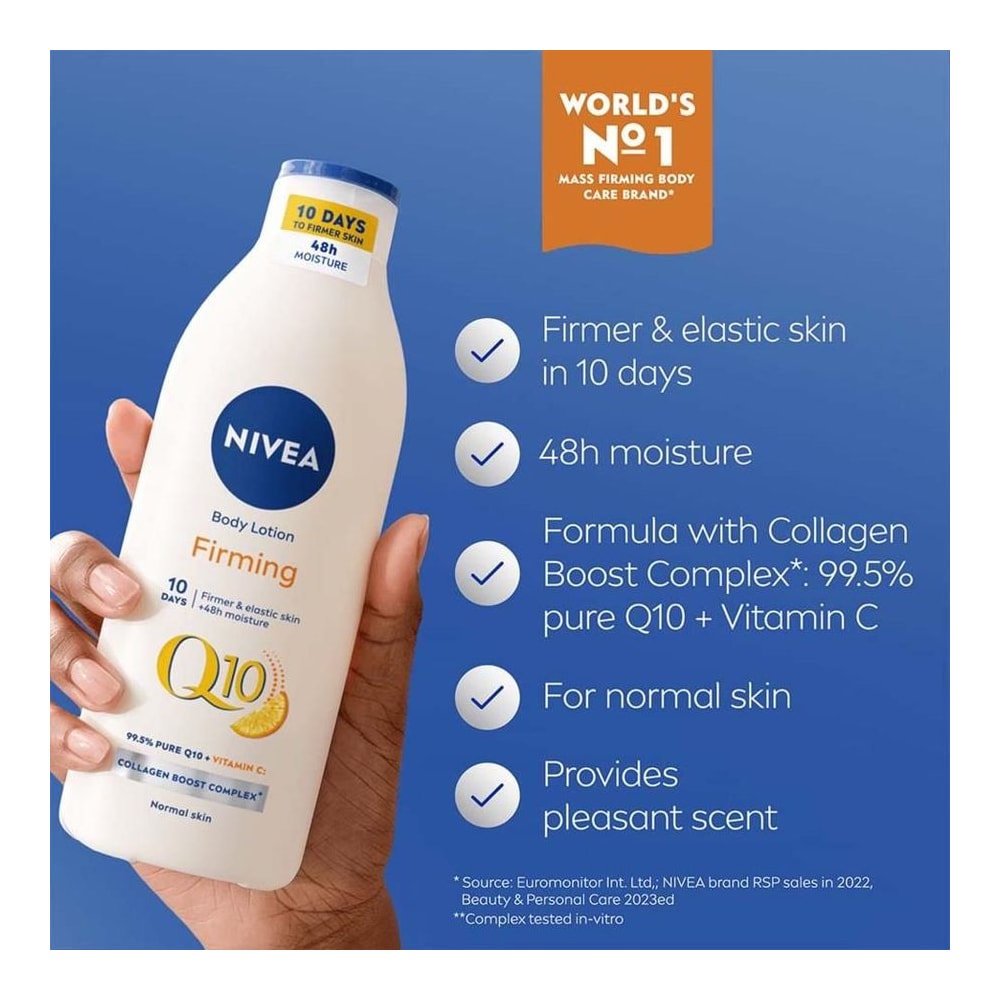 WORLD'S
Nº1
MASS FIRMING BODY
CARE BRAND*
10 DAYS
TO FIRMER SKIN
48h
MOISTURE
NIVEA
Body Lotion
Firming
10
DAYS
Firmer & elastic skin
+48h moisture
Q10
99.5% PURE Q10 + VITAMIN C:
COLLAGEN BOOST COMPLEX*
Normal skin
Firmer & elastic skin
in 10 days
48h moisture
Formula with Collagen
Boost Complex*: 99.5%
pure Q10 + Vitamin C
For normal skin
Provides
pleasant scent
* Source: Euromonitor Int. Ltd,; NIVEA brand RSP sales in 2022,
Beauty & Personal Care 2023ed
**Complex tested in-vitro